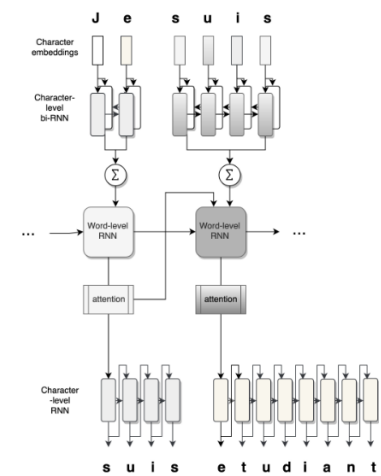 J e s u i s
Character
embeddings
Character-
level
bi-RNN
Σ Σ
... Word-level
RNN
Word-level
RNN
...
attention attention
Character
-level
RNN
s u i s e t u d i a n t